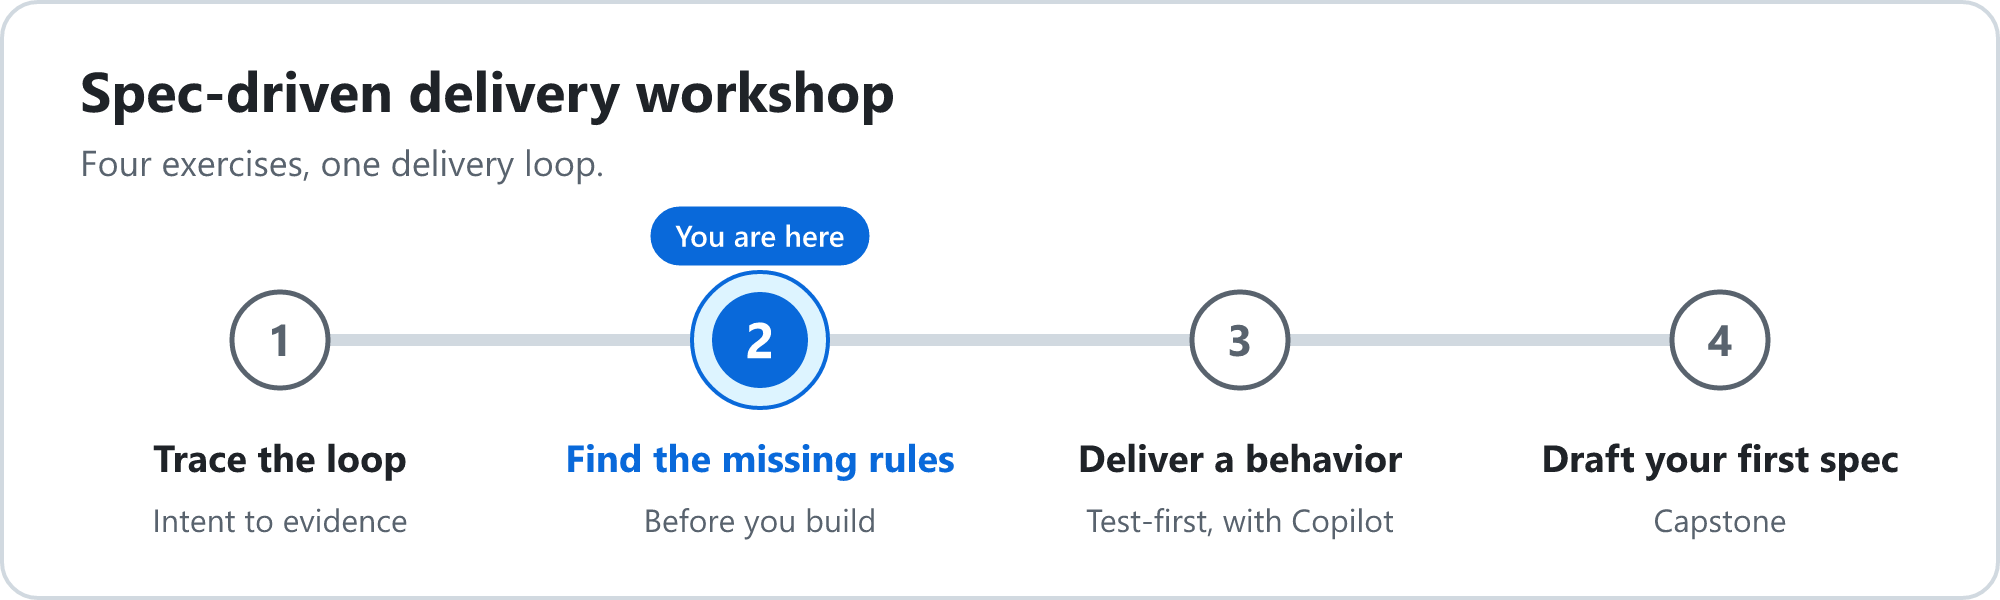 Spec-driven delivery workshop
Four exercises, one delivery loop.
You are here
1
2
3
4
Trace the loop
Find the missing rules
Deliver a behavior
Draft your first spec
Intent to evidence
Before you build
Test-first, with Copilot
Capstone